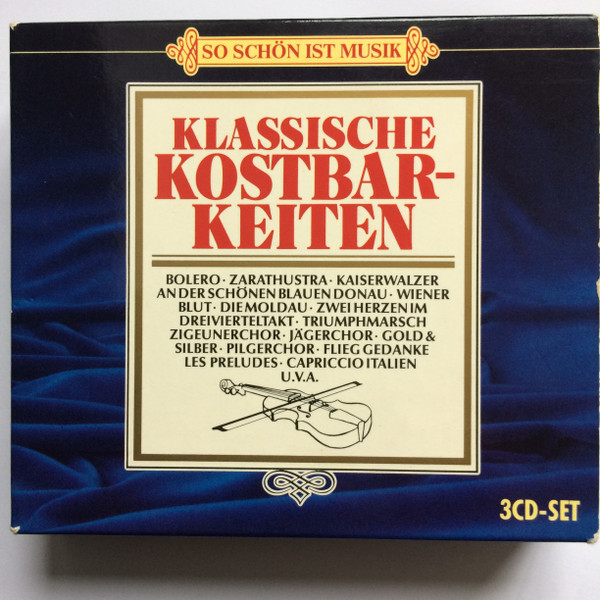 SO SCHÖN IST MUSIK
KLASSISCHE
KOSTBAR-
KEITEN
BOLERO · ZARATHUSTRA · KAISERWALZER
AN DER SCHÖNEN BLAUEN DONAU · WIENER
BLUT · DIE MOLDAU · ZWEI HERZEN IM
DREIVIERTELTAKT · TRIUMPHMARSCH
ZIGEUNERCHOR · JÄGERCHOR · GOLD &
SILBER · PILGERCHOR · FLIEG GEDANKE
LES PRELUDES · CAPRICCIO ITALIEN
U.V.A.
3CD-SET